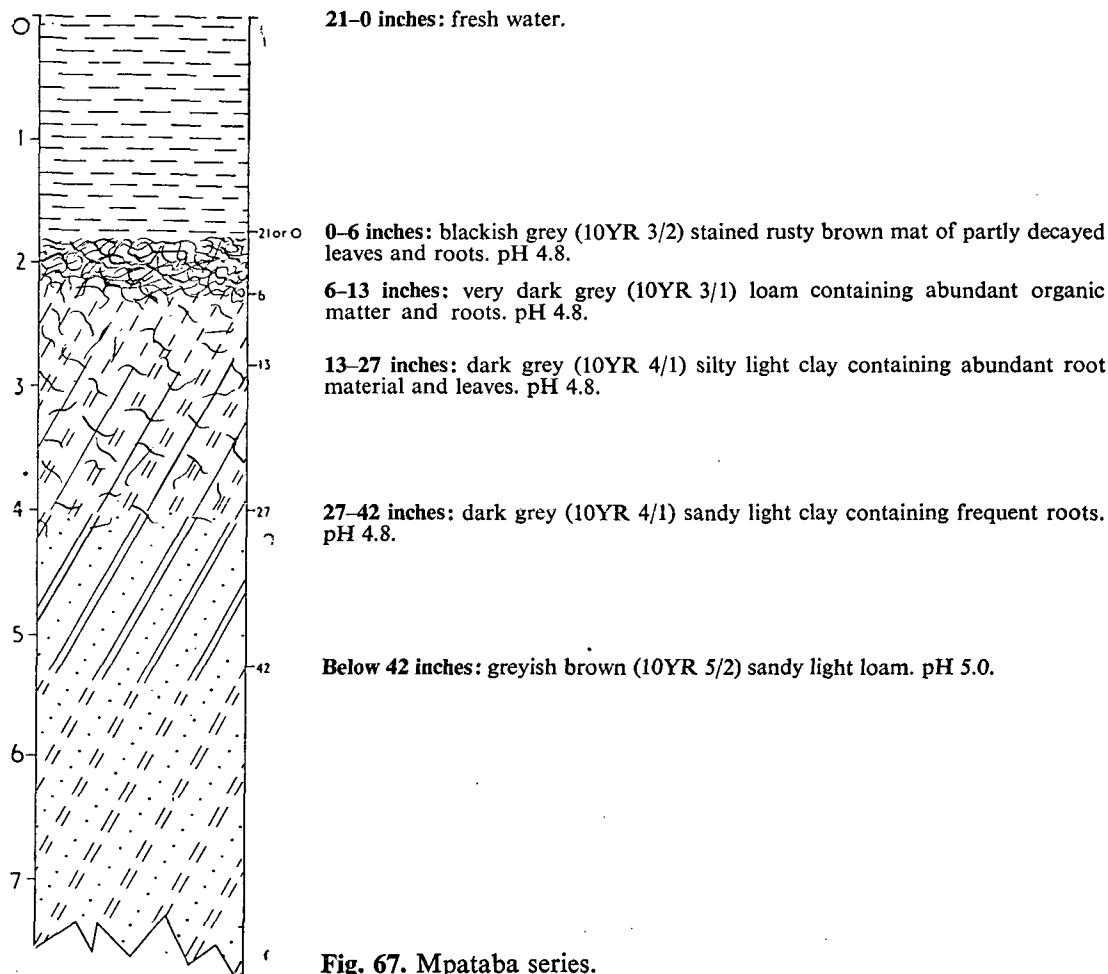 21–0 inches: fresh water.
0
1
21 or 0
0–6 inches: blackish grey (10YR 3/2) stained rusty brown mat of partly decayed
leaves and roots. pH 4.8.
2
6
6–13 inches: very dark grey (10YR 3/1) loam containing abundant organic
matter and roots. pH 4.8.
13
13–27 inches: dark grey (10YR 4/1) silty light clay containing abundant root
material and leaves. pH 4.8.
3
4
27
27–42 inches: dark grey (10YR 4/1) sandy light clay containing frequent roots.
pH 4.8.
5
42
Below 42 inches: greyish brown (10YR 5/2) sandy light loam. pH 5.0.
6
7
Fig. 67. Mpataba series.